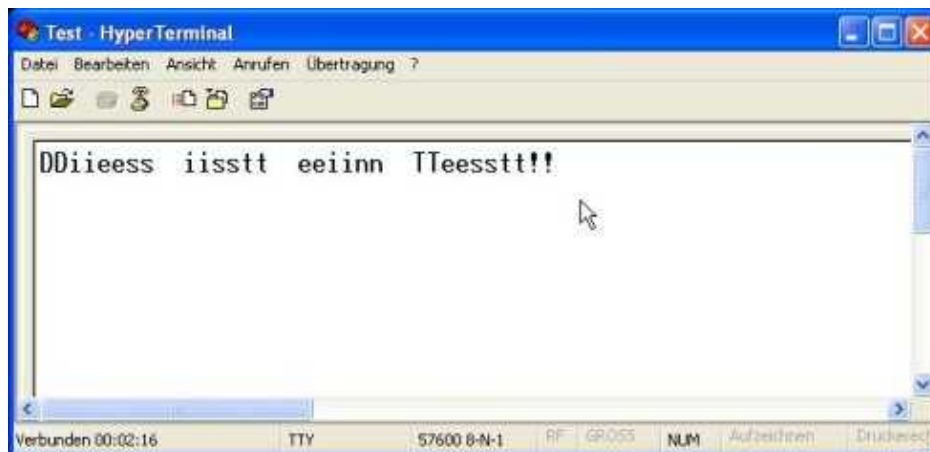 Test - HyperTerminal
Datei Bearbeiten Ansicht Anrufen Übertragung ?
DDiieess iisstt eeiinn TTeesstt!!
Verbunden 00:02:16 TTY 57600 8-N-1 RF GROSS NUM Aufzeichnen